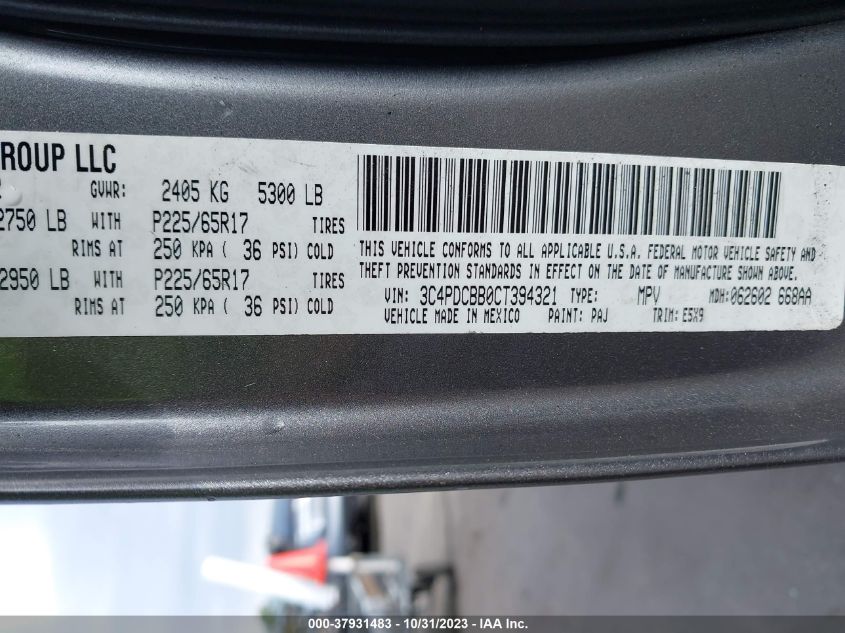 ROUP LLC
GVWR: 2405 KG 5300 LB
2750 LB WITH P225/65R17 TIRES
RIMS AT 250 KPA ( 36 PSI) COLD
2950 LB WITH P225/65R17 TIRES
RIMS AT 250 KPA ( 36 PSI) COLD
THIS VEHICLE CONFORMS TO ALL APPLICABLE U.S.A. FEDERAL MOTOR VEHICLE SAFETY AND
THEFT PREVENTION STANDARDS IN EFFECT ON THE DATE OF MANUFACTURE SHOWN ABOVE.
VIN: 3C4PDCBB0CT394321 TYPE: MPV MDH: 062602 668AA
VEHICLE MADE IN MEXICO PAINT: PAJ TRIM: E5X9
000-37931483 - 10/31/2023 - IAA Inc.